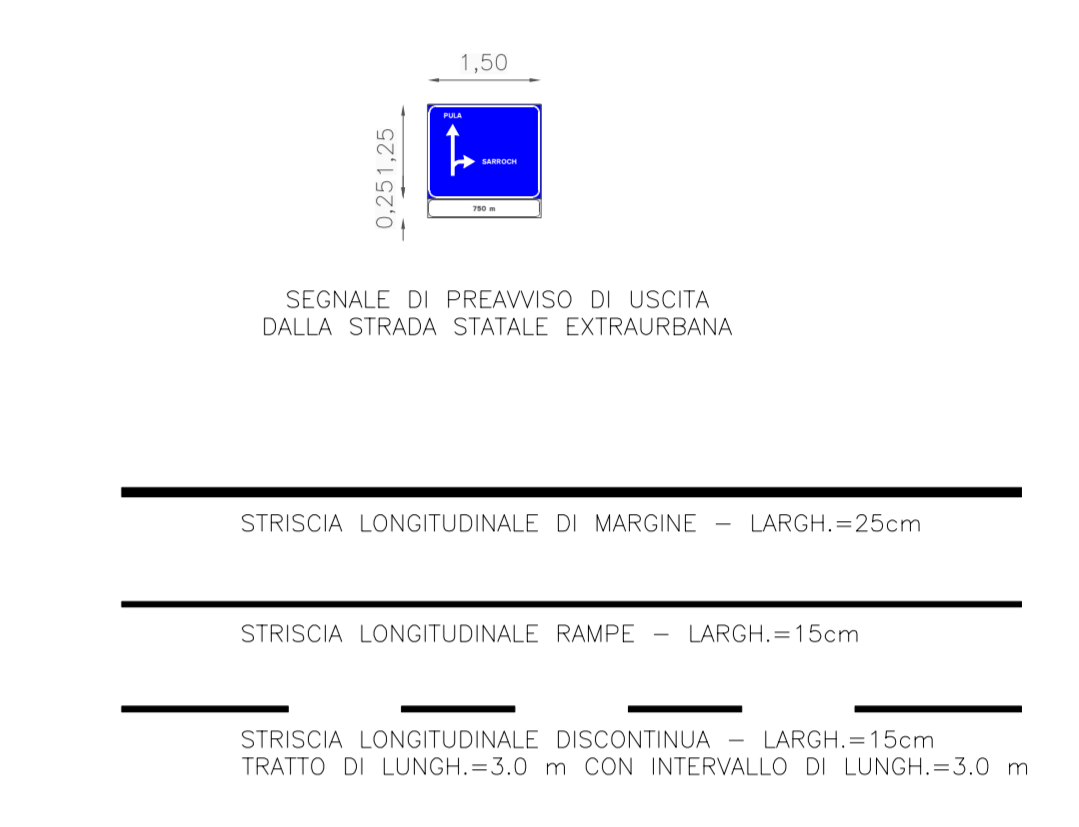 1,50
1,25
0,25
PULA
SARROCH
750 m
SEGNALE DI PREAVVISO DI USCITA
DALLA STRADA STATALE EXTRAURBANA
STRISCIA LONGITUDINALE DI MARGINE – LARGH.=25cm
STRISCIA LONGITUDINALE RAMPE – LARGH.=15cm
STRISCIA LONGITUDINALE DISCONTINUA – LARGH.=15cm
TRATTO DI LUNGH.=3.0 m CON INTERVALLO DI LUNGH.=3.0 m